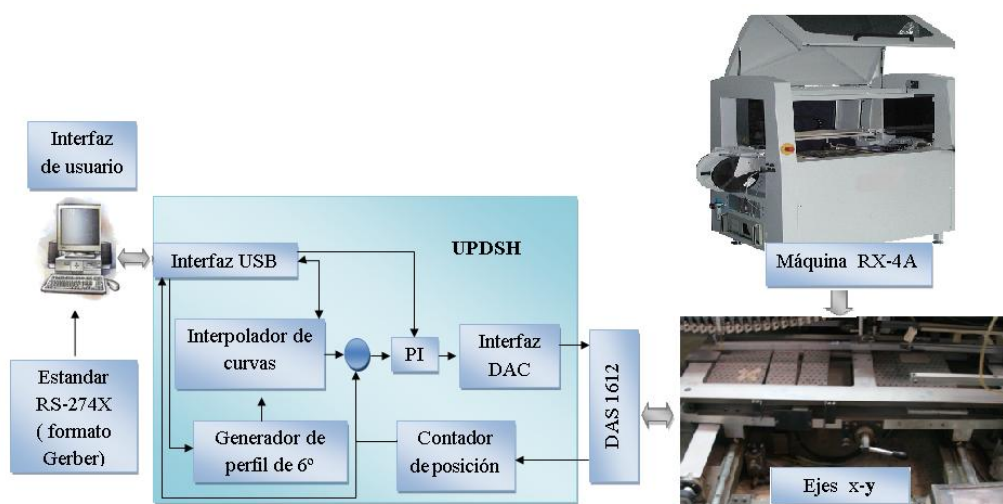 Interfaz
de usuario
UPDSH
Interfaz USB
Máquina RX-4A
Interpolador de
curvas
PI
Interfaz
DAC
DAS 1612
Estandar
RS-274X
( formato
Gerber)
Generador de
perfil de 6º
Contador
de posición
Ejes x-y